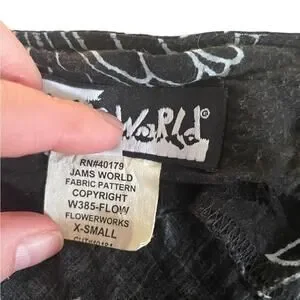 World®
RN#40179
JAMS WORLD
FABRIC PATTERN
COPYRIGHT
W385-FLOW
FLOWERWORKS
X-SMALL